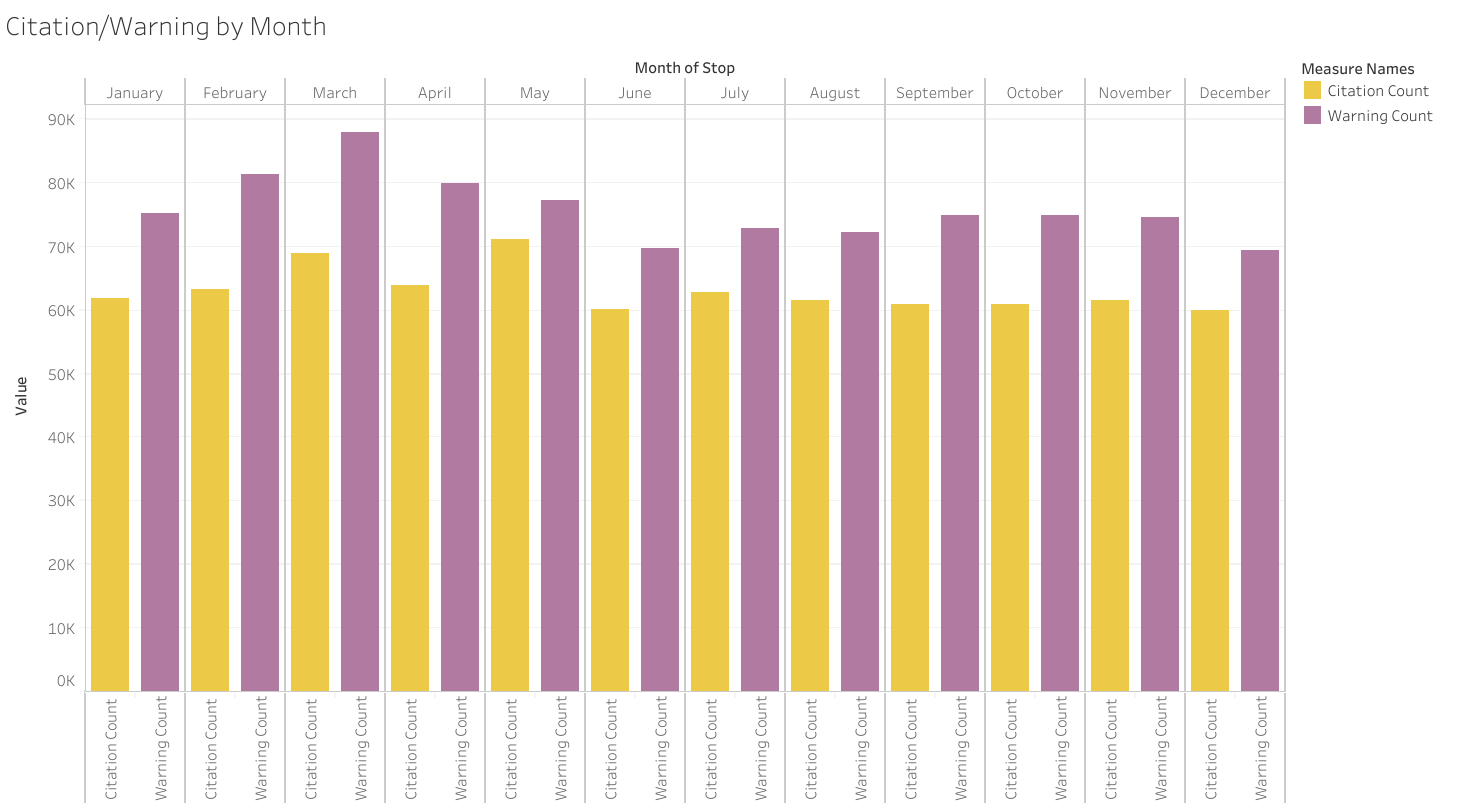 Citation/Warning by Month
Month of Stop
January February March April May June July August September October November December
Measure Names
Citation Count
Warning Count
Value
90K
80K
70K
60K
50K
40K
30K
20K
10K
0K
Citation Count
Warning Count
Citation Count
Warning Count
Citation Count
Warning Count
Citation Count
Warning Count
Citation Count
Warning Count
Citation Count
Warning Count
Citation Count
Warning Count
Citation Count
Warning Count
Citation Count
Warning Count
Citation Count
Warning Count
Citation Count
Warning Count
Citation Count
Warning Count